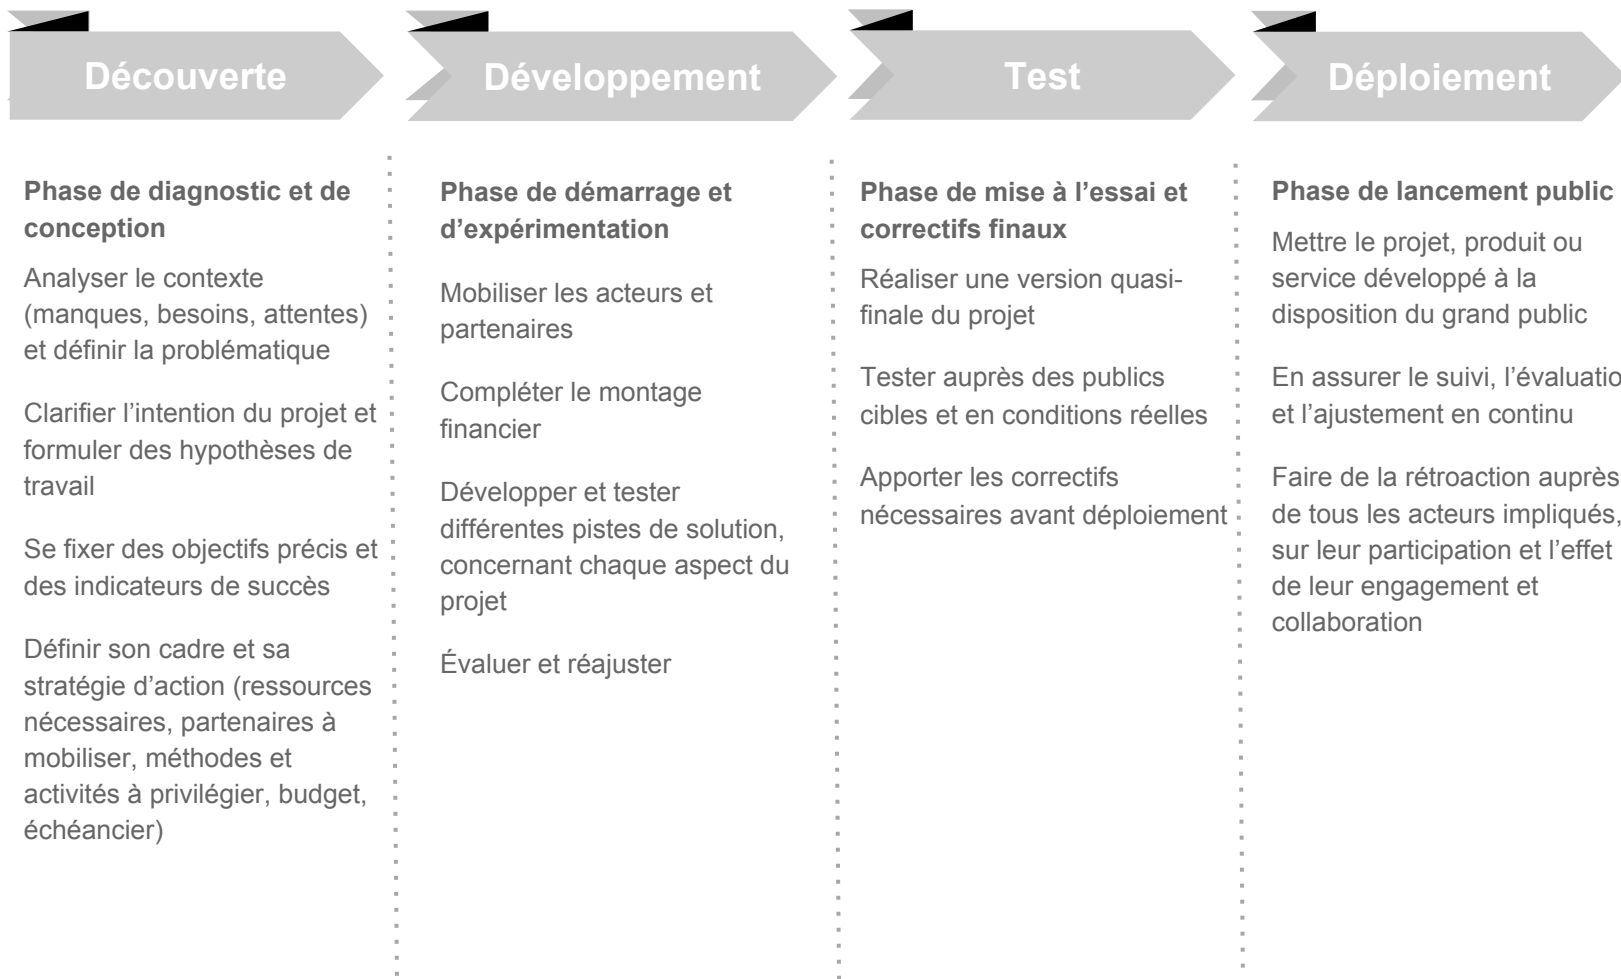 Découverte
Phase de diagnostic et de
conception
Analyser le contexte
(manques, besoins, attentes)
et définir la problématique
Clarifier l’intention du projet et
formuler des hypothèses de
travail
Se fixer des objectifs précis et
des indicateurs de succès
Définir son cadre et sa
stratégie d’action (ressources
nécessaires, partenaires à
mobiliser, méthodes et
activités à privilégier, budget,
échéancier)
Développement
Phase de démarrage et
d’expérimentation
Mobiliser les acteurs et
partenaires
Compléter le montage
financier
Développer et tester
différentes pistes de solution,
concernant chaque aspect du
projet
Évaluer et réajuster
Test
Phase de mise à l’essai et
correctifs finaux
Réaliser une version quasi-
finale du projet
Tester auprès des publics
cibles et en conditions réelles
Apporter les correctifs
nécessaires avant déploiement
Déploiement
Phase de lancement public
Mettre le projet, produit ou
service développé à la
disposition du grand public
En assurer le suivi, l’évaluatio
et l’ajustement en continu
Faire de la rétroaction auprès
de tous les acteurs impliqués,
sur leur participation et l’effet
de leur engagement et
collaboration